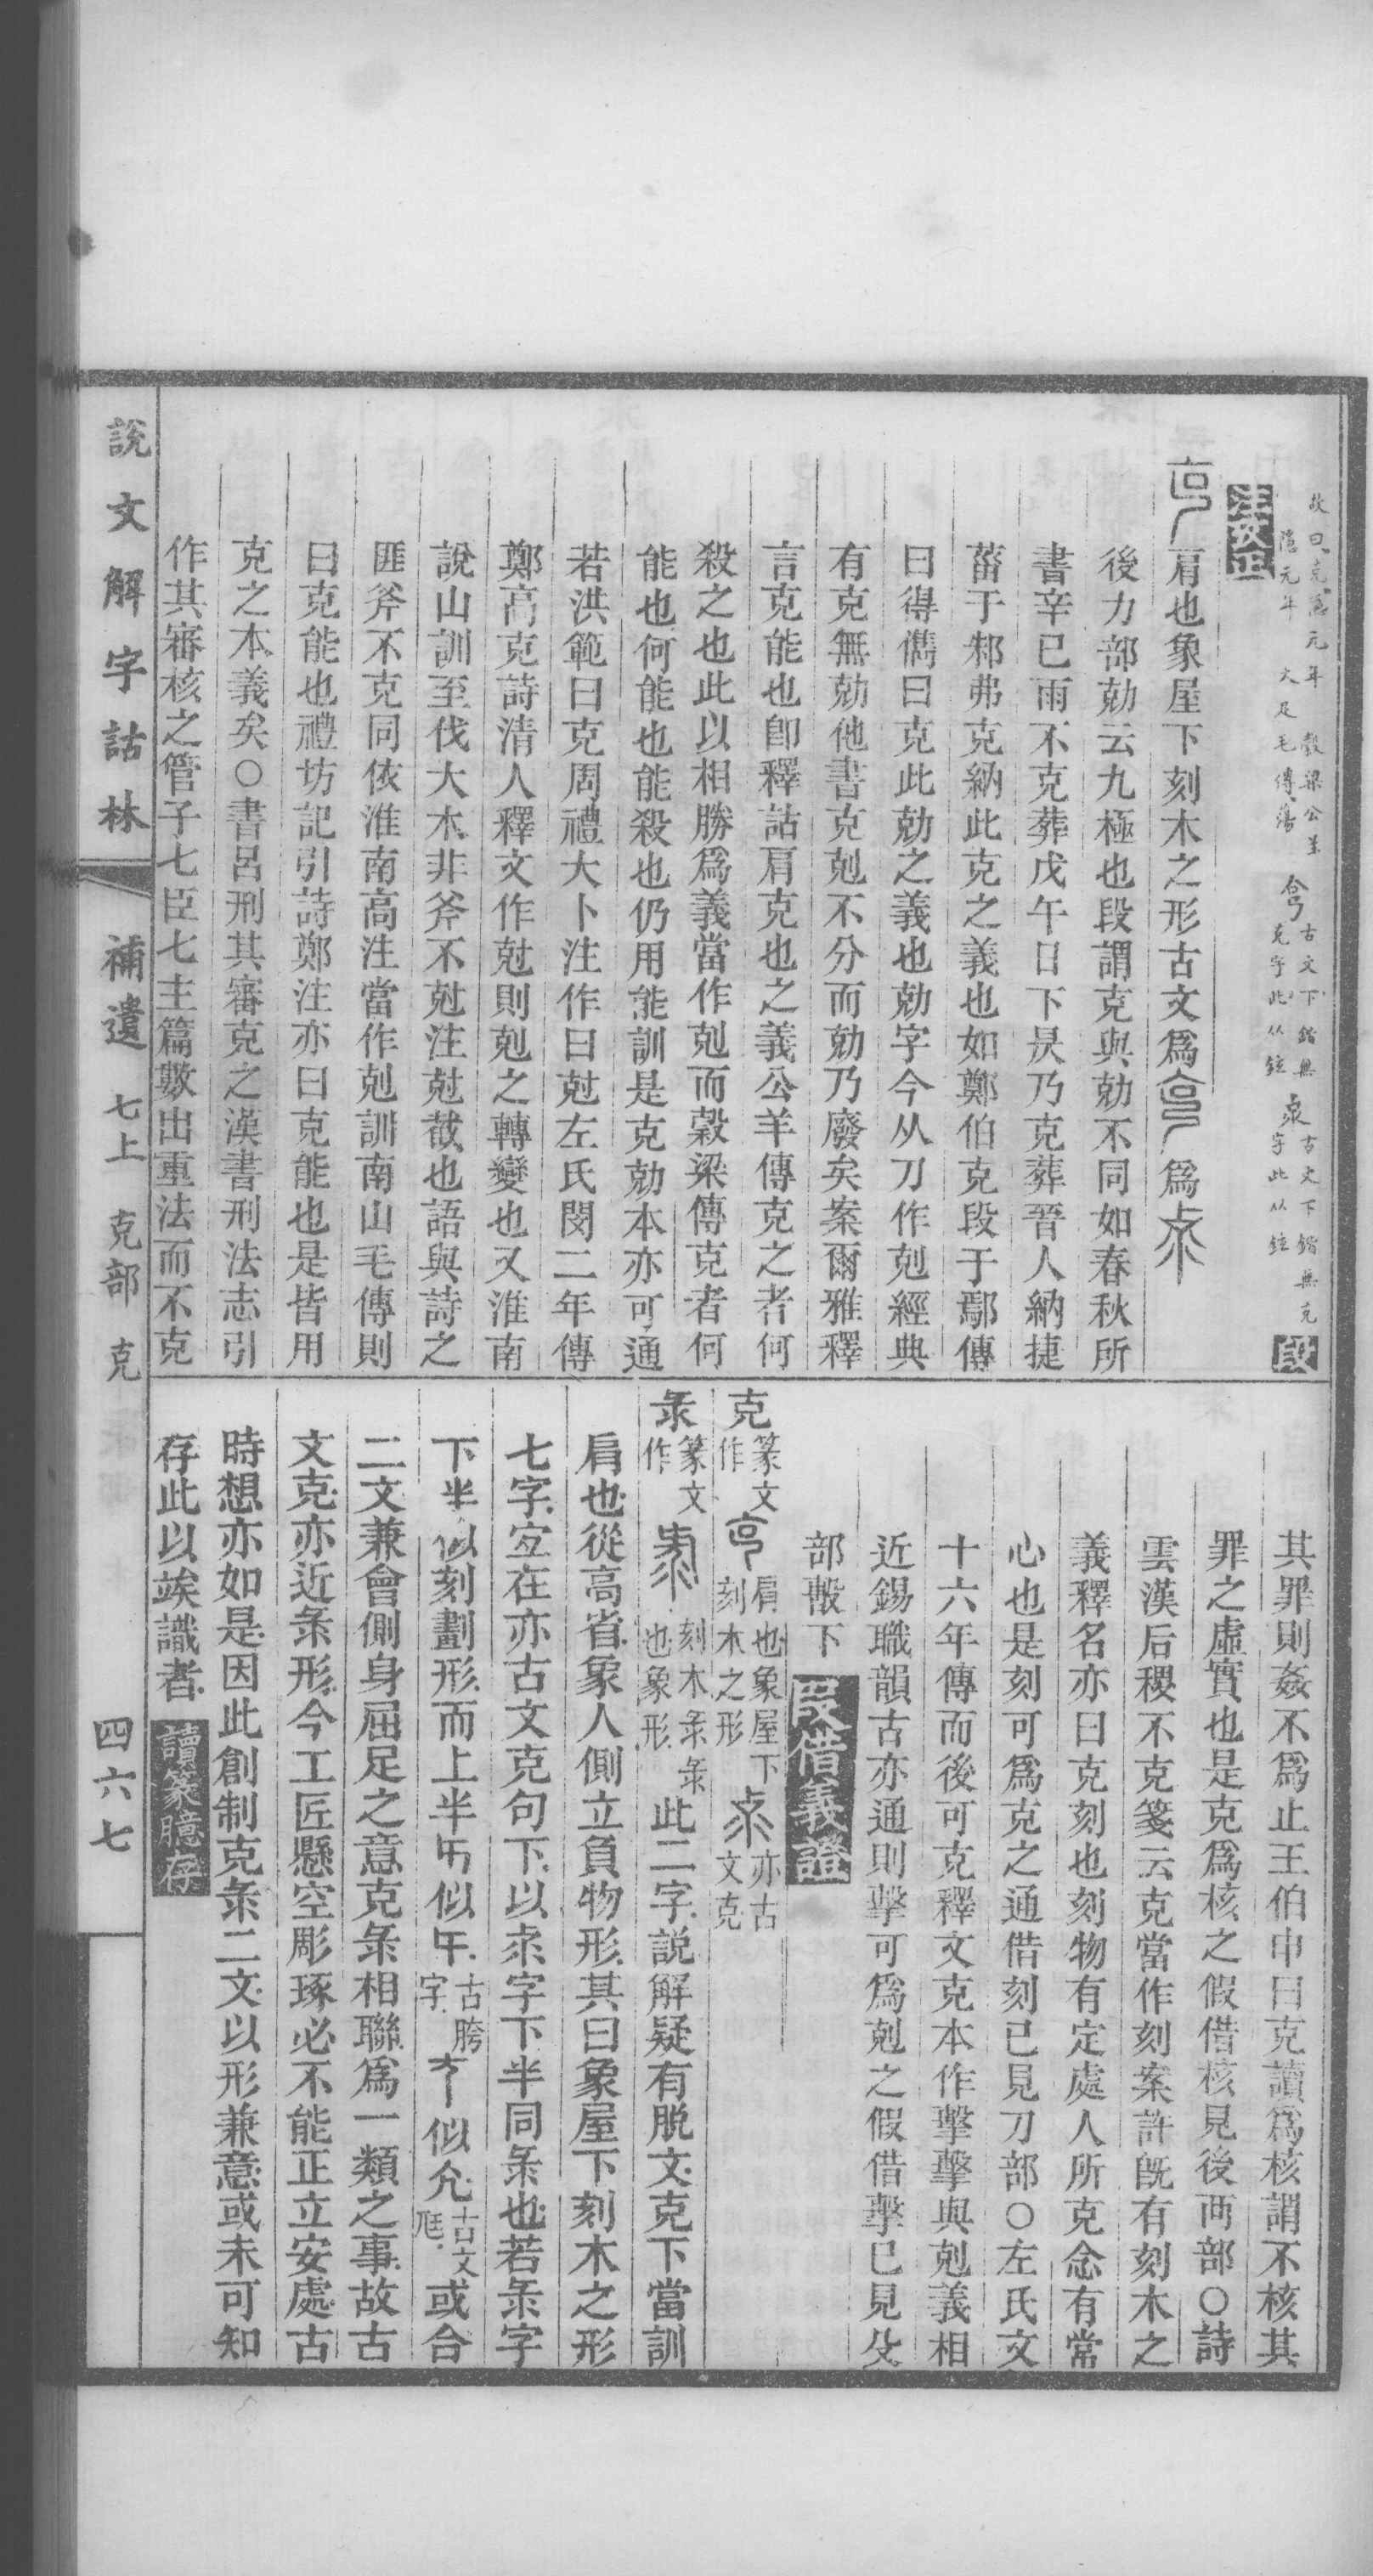 故曰克 元年 穀梁公羊
隱元年 大足毛傳蕩
古文下鍇無
克字此从鉉
古文下鍇無克
字此从鉉
段
注安正
肩也象屋下刻木之形古文爲 爲
後力部勀云九極也段謂克與勀不同如春秋所
書辛巳雨不克葬戊午日下昃乃克葬晉人納捷
菑于邾弗克納此克之義也如鄭伯克段于鄢傳
曰得儁曰克此勀之義也勀字今从刀作剋經典
有克無勀他書克剋不分而勀乃廢矣案爾雅釋
言克能也卽釋詁肩克也之義公羊傳克之者何
殺之也此以相勝爲義當作剋而穀梁傳克者何
能也何能也能殺也仍用能訓是克勀本亦可通
若洪範曰克周禮大卜注作曰尅左氏閔二年傳
鄭高克詩清人釋文作尅則剋之轉變也又淮南
說山訓至伐大木非斧不尅注尅截也語與詩之
匪斧不克同依淮南高注當作剋訓南山毛傳則
曰克能也禮坊記引詩鄭注亦曰克能也是皆用
克之本義矣○書呂刑其審克之漢書刑法志引
作其審核之管子七臣七主篇數出重法而不克
其罪則姦不爲止王伯申曰克讀爲核謂不核其
罪之虛實也是克爲核之假借核見後襾部○詩
雲漢后稷不克箋云克當作刻案許旣有刻木之
義釋名亦曰克刻也刻物有定處人所克念有常
心也是刻可爲克之通借刻已見刀部○左氏文
十六年傳而後可克釋文克本作擊擊與剋義相
近錫職韻古亦通則擊可爲剋之假借擊已見殳
部毄下 段借義證
克 篆文
作 肩也象屋下
刻木之形 亦古
文克
彔 篆文
作 刻木彔彔
也象形 此二字說解疑有脫文克下當訓
肩也從高省象人側立負物形其曰象屋下刻木之形
七字宜在亦古文克句下以 字下半同彔也若彔字
下半 似刻劃形而上半 似 古胯
字 似允 古文
尪 或合
二文兼會側身屈足之意克彔相聯爲一類之事故古
文克亦近彔形今工匠懸空彫琢必不能正立安處古
時想亦如是因此創制克彔二文以形兼意或未可知
存此以竢識者 讀篆臆存
說文解字詁林 補遺 七上 克部 克
四六七